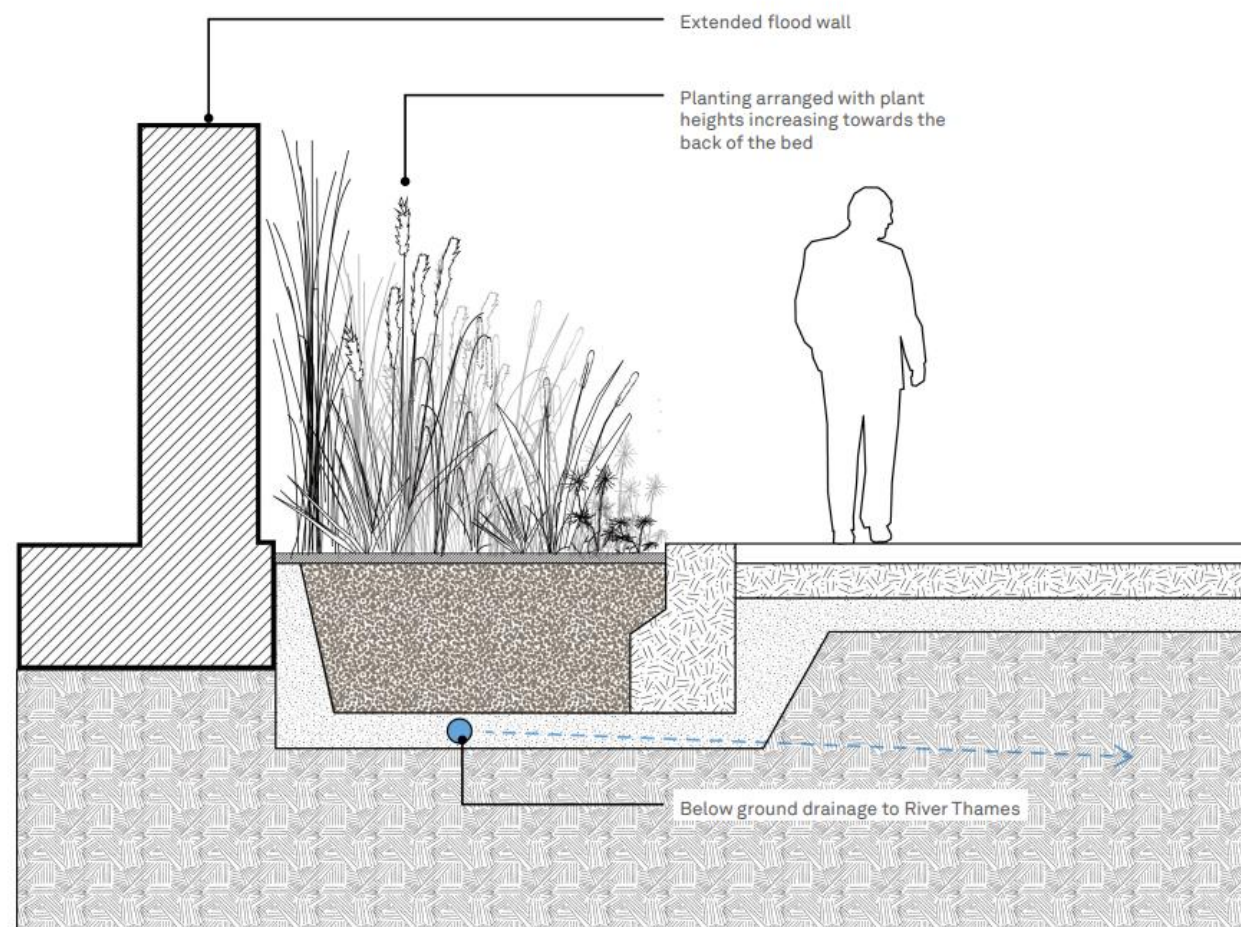 Extended flood wall
Planting arranged with plant
heights increasing towards the
back of the bed
Below ground drainage to River Thames